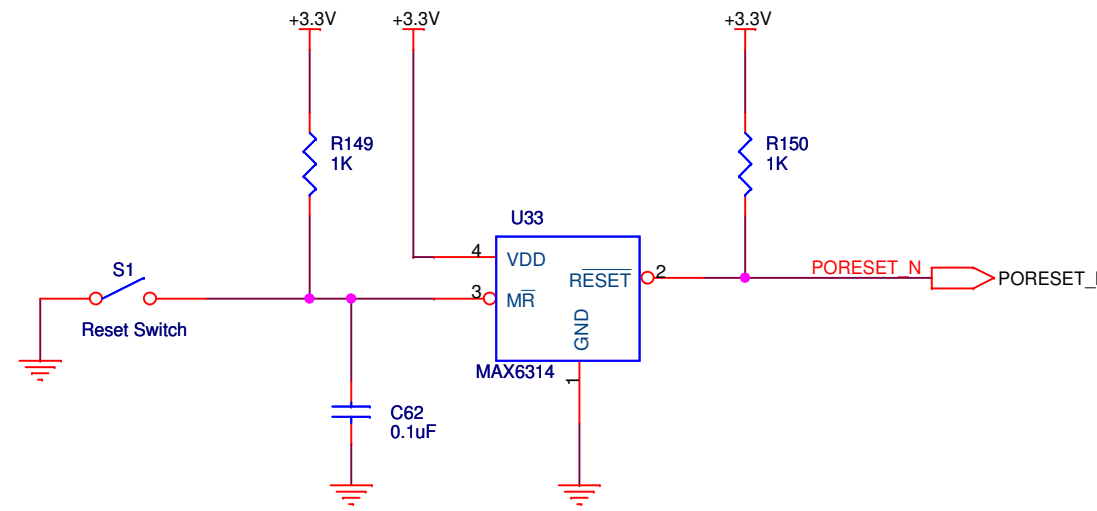 +3.3V
+3.3V
+3.3V
R149
1K
R150
1K
U33
4
VDD
S1
RESET
2
PORESET_N
PORESET_
3
MR
Reset Switch
GND
MAX6314
1
C62
0.1uF